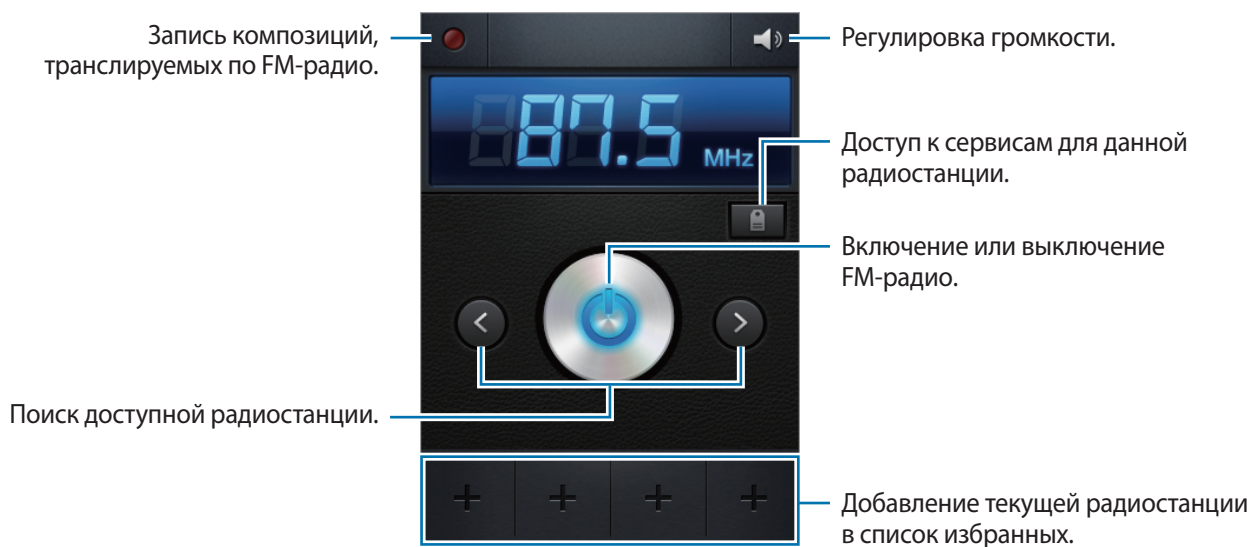 Запись композиций,
транслируемых по FM-радио.
Регулировка громкости.
87.5
MHz
Доступ к сервисам для данной
радиостанции.
Включение или выключение
FM-радио.
Поиск доступной радиостанции.
Добавление текущей радиостанции
в список избранных.